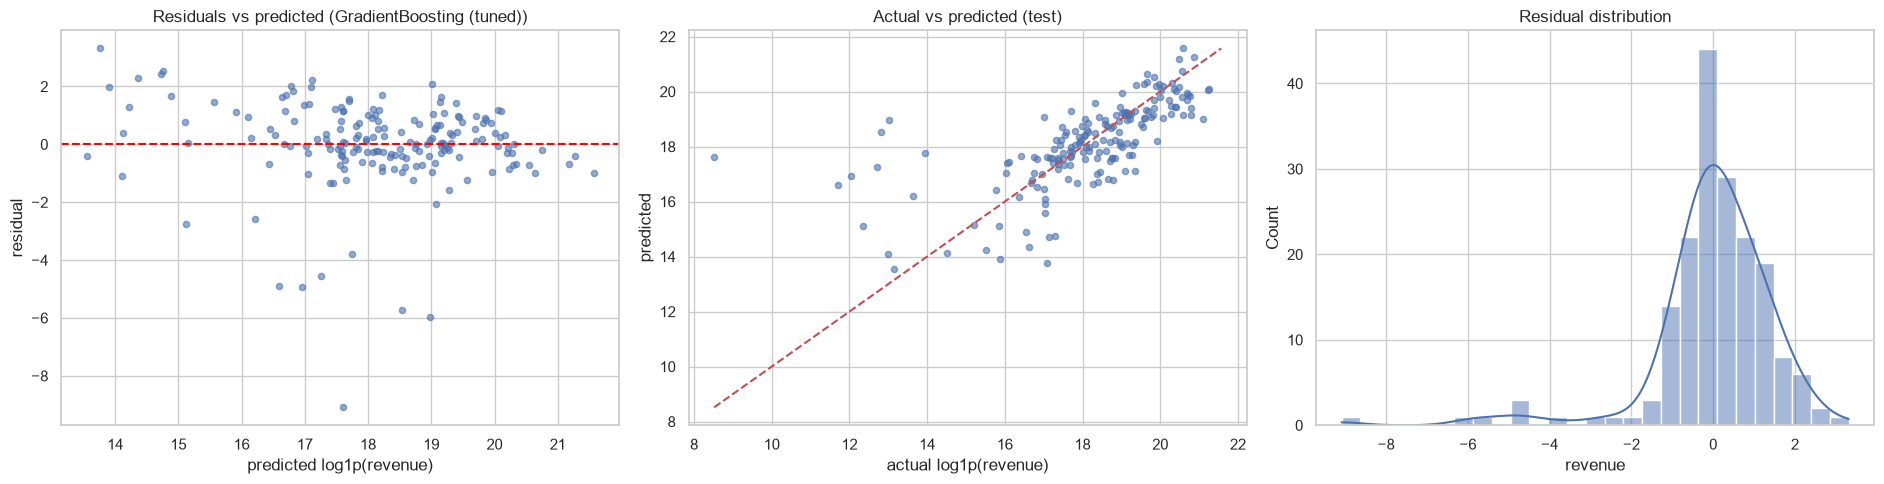 Residuals vs predicted (GradientBoosting (tuned))
residual
2
0
−2
−4
−6
−8
14 15 16 17 18 19 20 21
predicted log1p(revenue)
Actual vs predicted (test)
predicted
22
20
18
16
14
12
10
8
8 10 12 14 16 18 20 22
actual log1p(revenue)
Residual distribution
Count
40
30
20
10
0
−8 −6 −4 −2 0 2
revenue